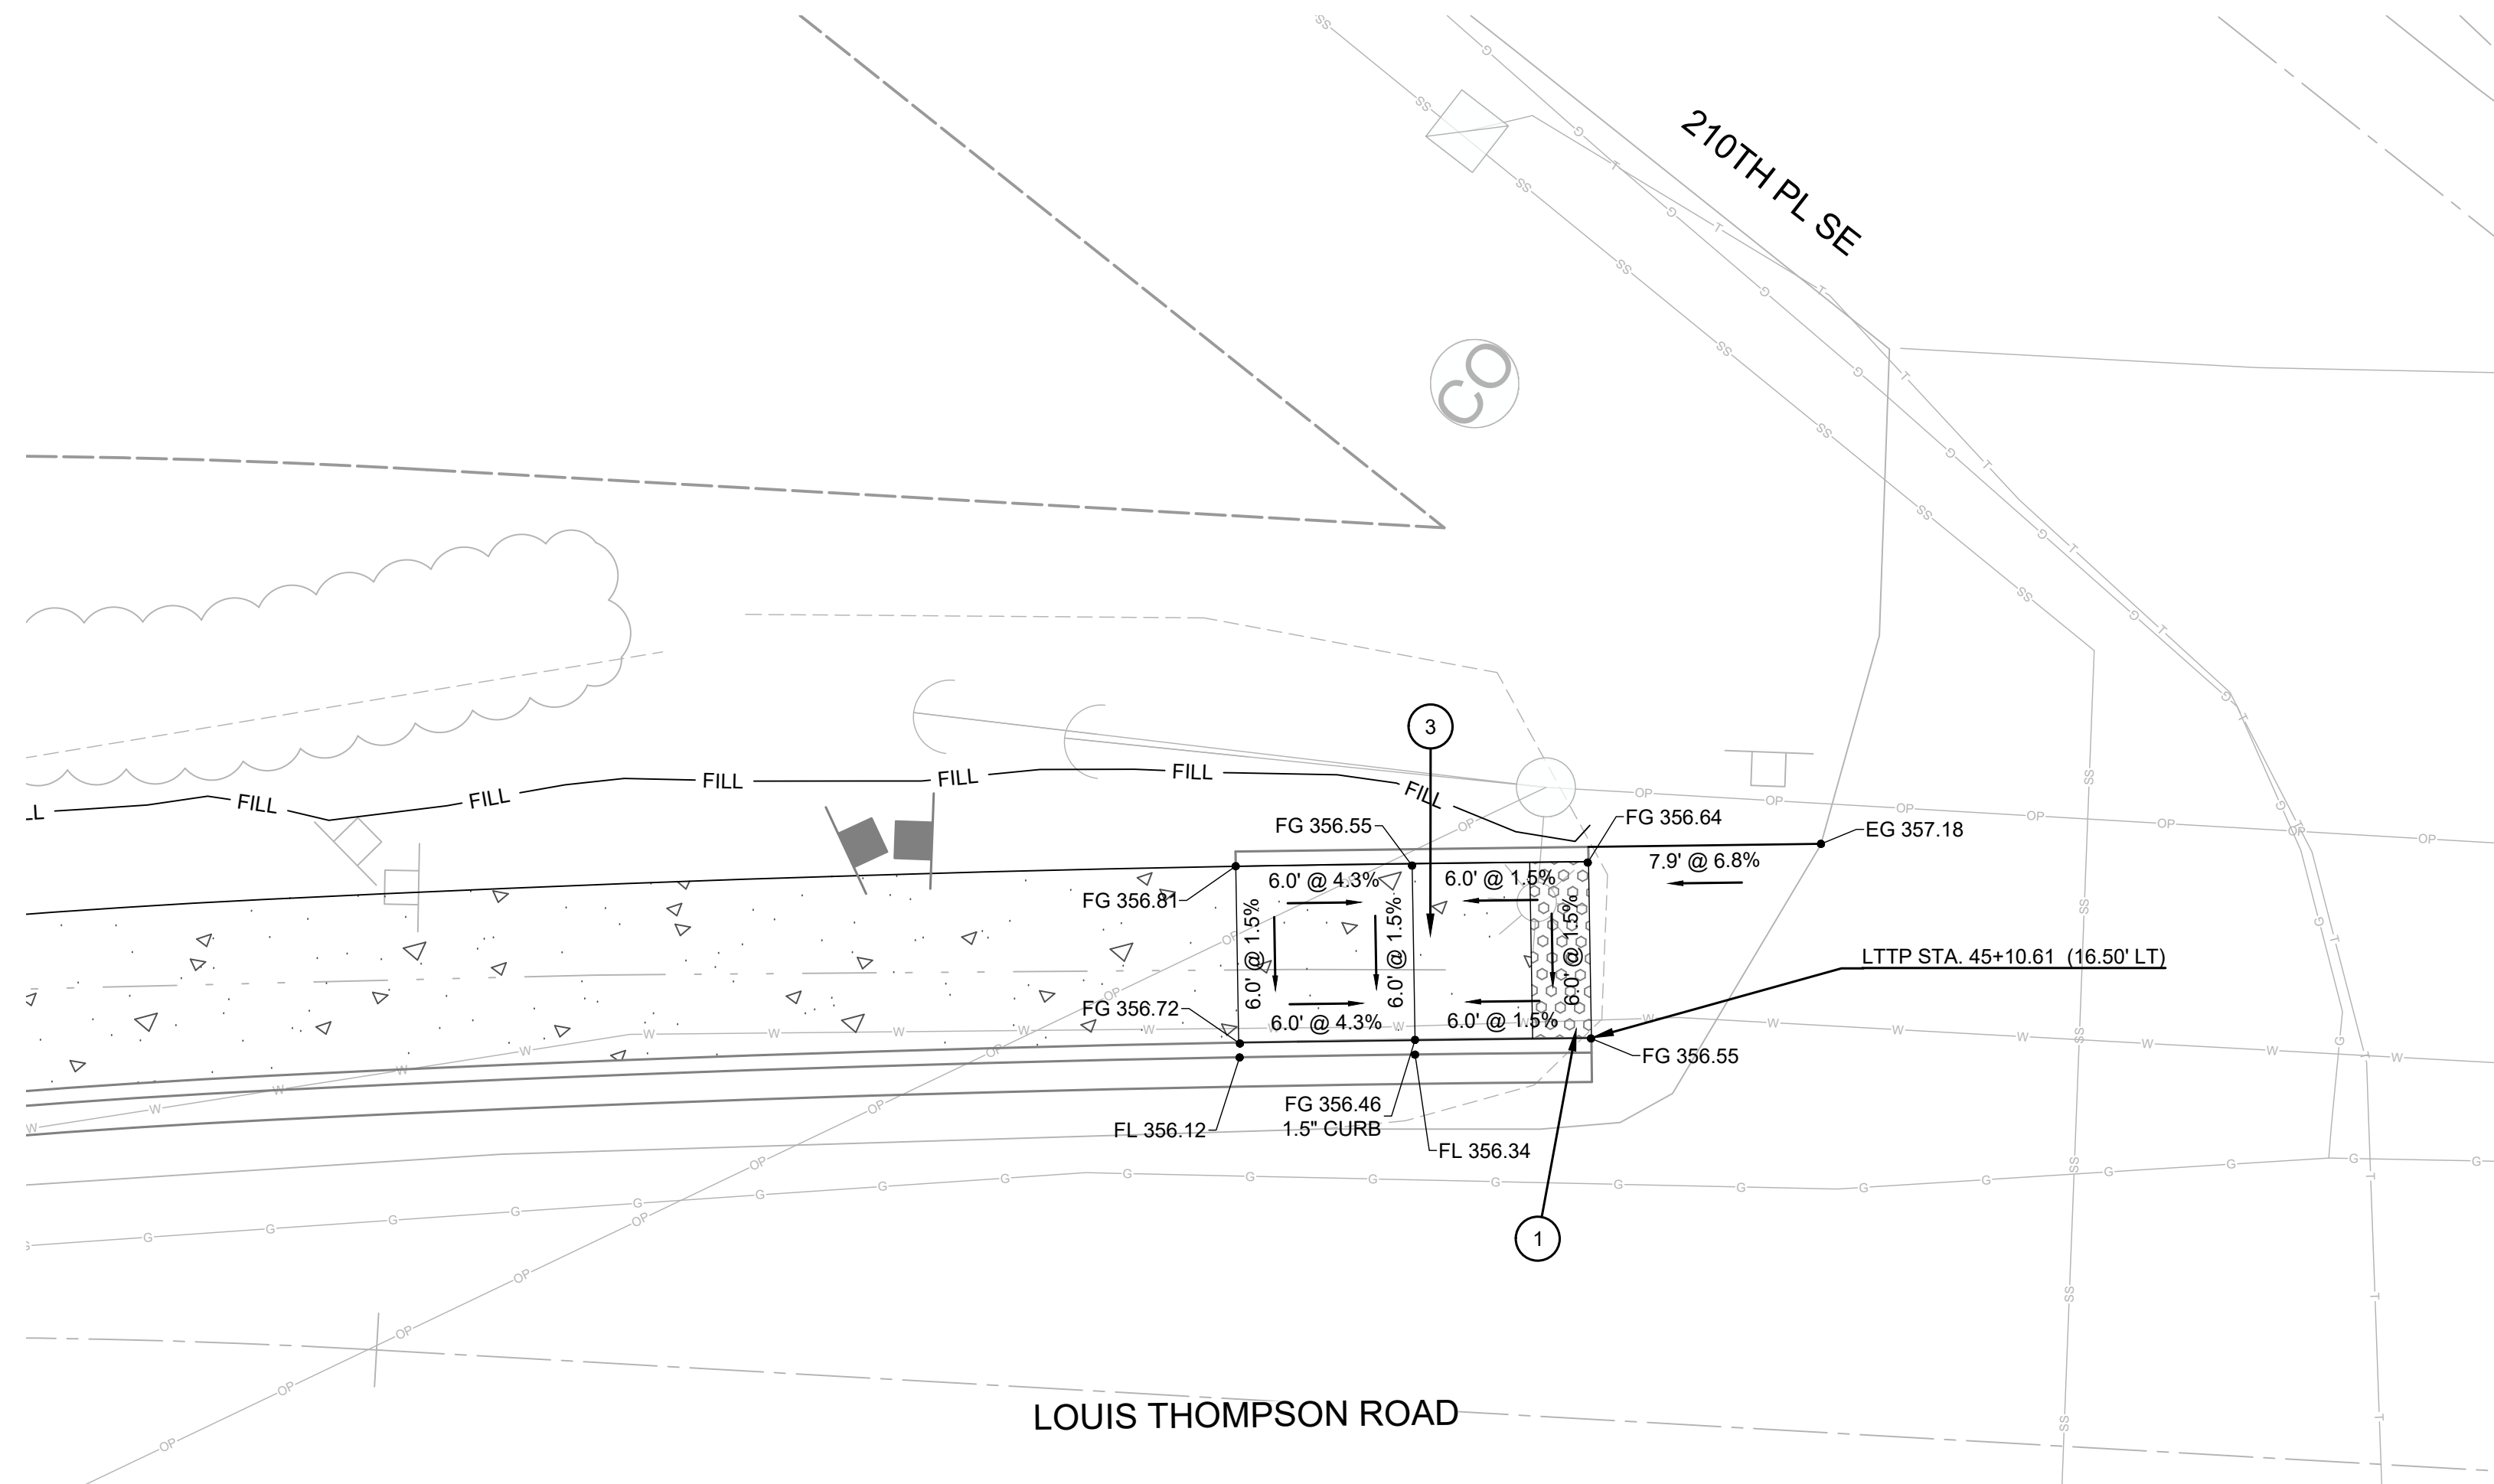 210TH PL SE
CO
3
FILL
FILL
FILL
FILL
FILL
FILL
FG 356.55
FG 356.64
EG 357.18
7.9' @ 6.8%
6.0' @ 4.3%
6.0' @ 1.5%
FG 356.81
6.0' @ 1.5%
6.0' @ 1.5%
6.0' @ 1.5%
LTTP STA. 45+10.61 (16.50' LT)
FG 356.72
6.0' @ 4.3%
6.0' @ 1.5%
FG 356.55
FG 356.46
1.5" CURB
FL 356.12
FL 356.34
1
LOUIS THOMPSON ROAD
SS
G
T
OP
W